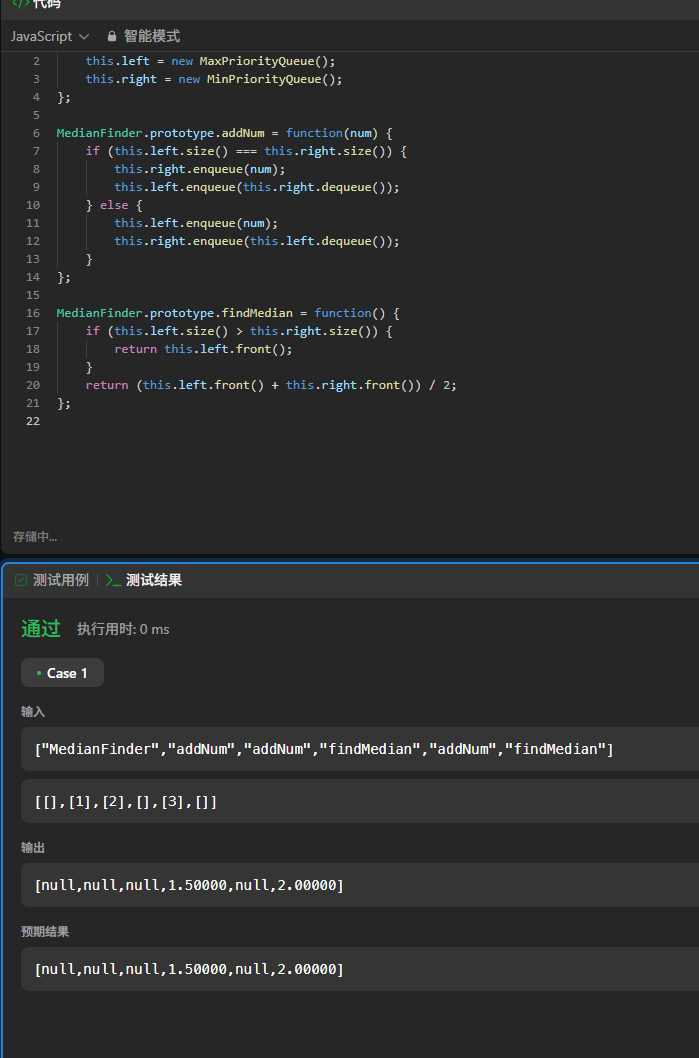 </> 代码
JavaScript 智能模式
2 this.left = new MaxPriorityQueue();
3 this.right = new MinPriorityQueue();
4 };
5
6 MedianFinder.prototype.addNum = function(num) {
7 if (this.left.size() === this.right.size()) {
8 this.right.enqueue(num);
9 this.left.enqueue(this.right.dequeue());
10 } else {
11 this.left.enqueue(num);
12 this.right.enqueue(this.left.dequeue());
13 }
14 };
15
16 MedianFinder.prototype.findMedian = function() {
17 if (this.left.size() > this.right.size()) {
18 return this.left.front();
19 }
20 return (this.left.front() + this.right.front()) / 2;
21 };
22
存储中...
测试用例 | >_ 测试结果
通过 执行用时: 0 ms
• Case 1
输入
["MedianFinder","addNum","addNum","findMedian","addNum","findMedian"]
[[],[1],[2],[],[3],[]]
输出
[null,null,null,1.50000,null,2.00000]
预期结果
[null,null,null,1.50000,null,2.00000]